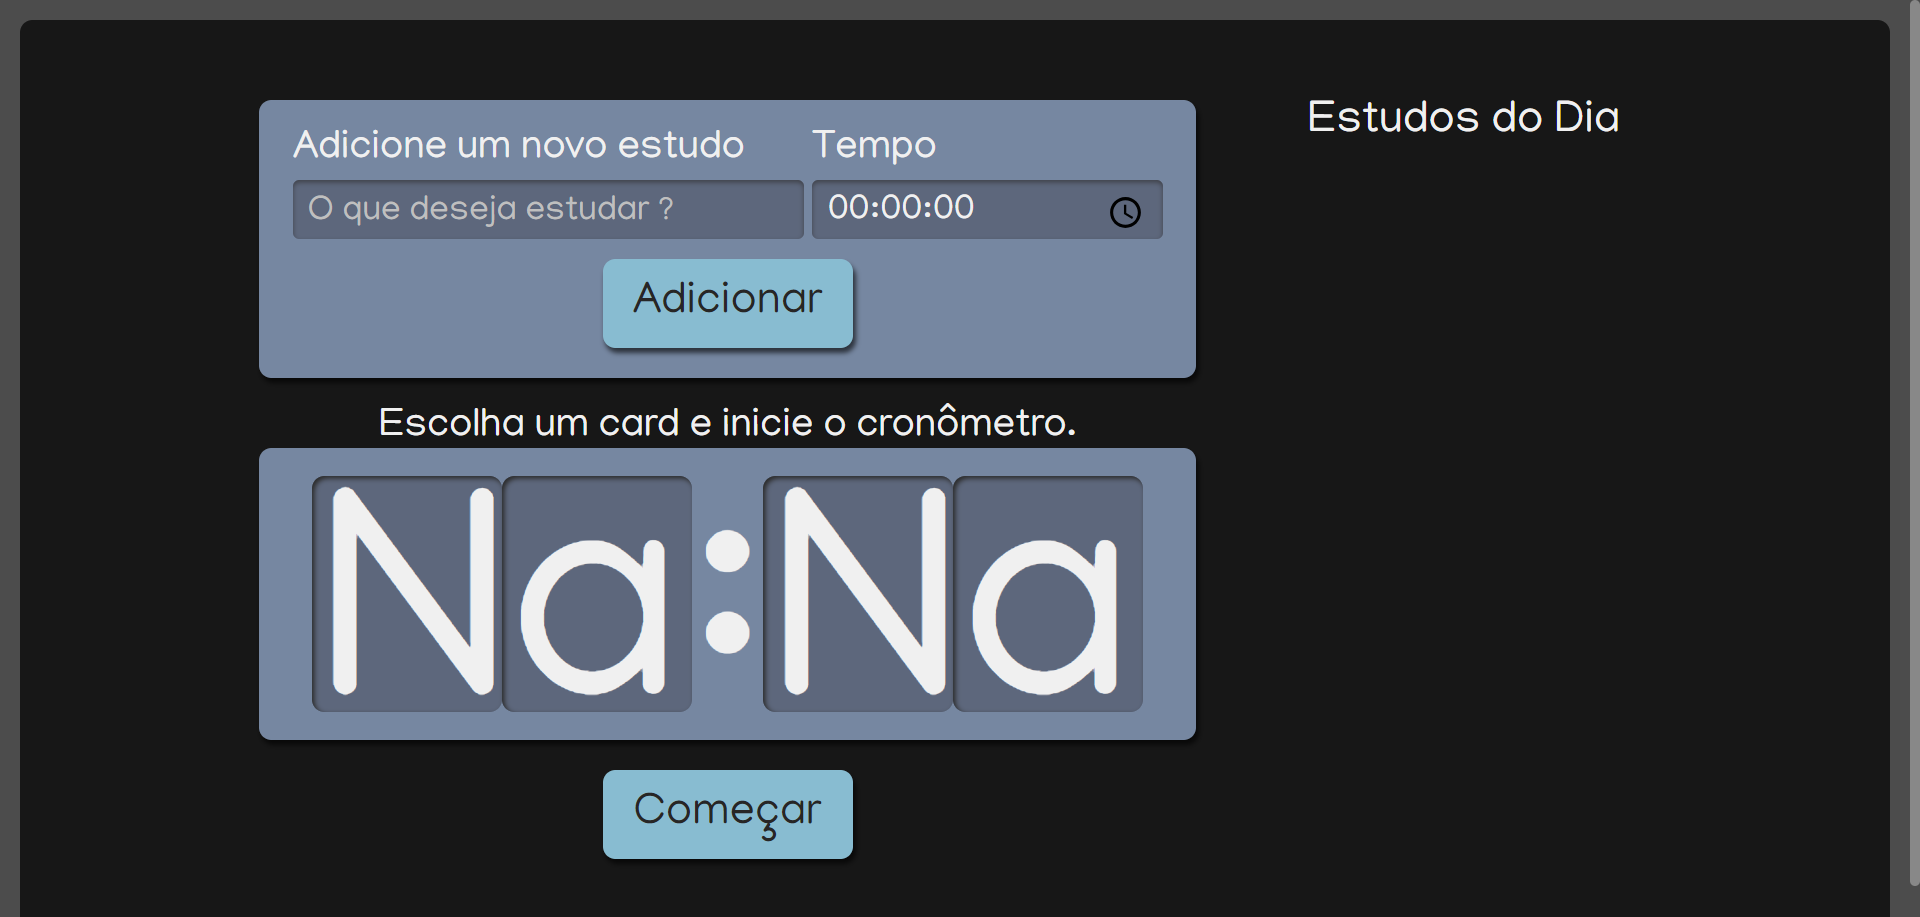 Adicione um novo estudo Tempo
O que deseja estudar ? 00:00:00
Adicionar
Escolha um card e inicie o cronômetro.
Na:Na
Começar
Estudos do Dia